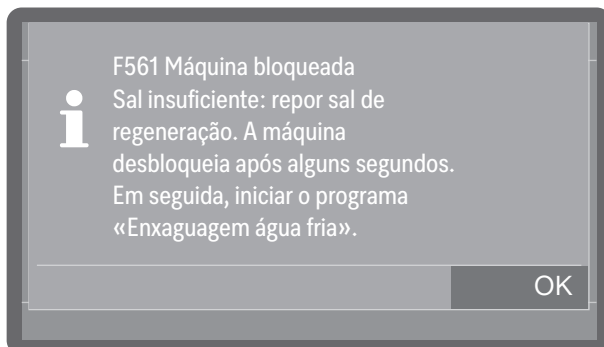 F561 Máquina bloqueada
Sal insuficiente: repor sal de
regeneração. A máquina
desbloqueia após alguns segundos.
Em seguida, iniciar o programa
«Enxaguagem água fria».
OK